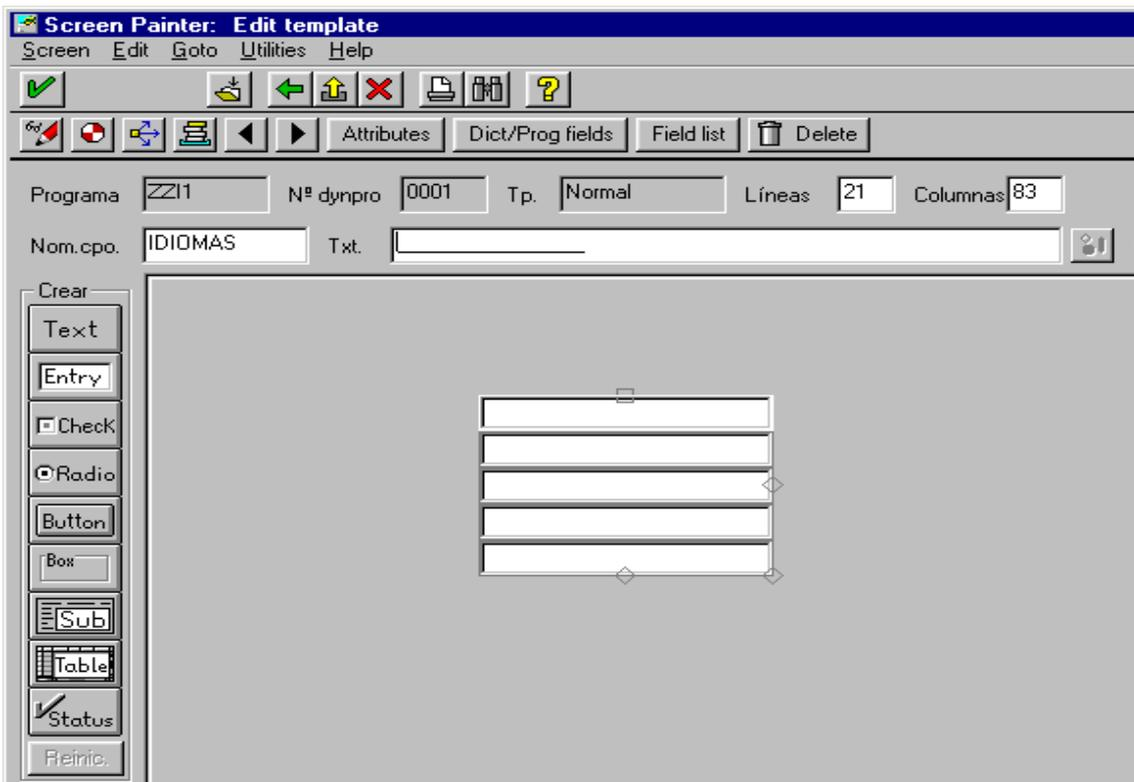 Screen Painter: Edit template
Screen Edit Goto Utilities Help
Attributes Dict/Prog fields Field list Delete
Programa ZZI1 Nº dynpro 0001 Tp. Normal Líneas 21 Columnas 83
Nom.cpo. IDIOMAS Txt.
Crear
Text
Entry
Check
Radio
Button
Box
Sub
Table
Status
Reinic.